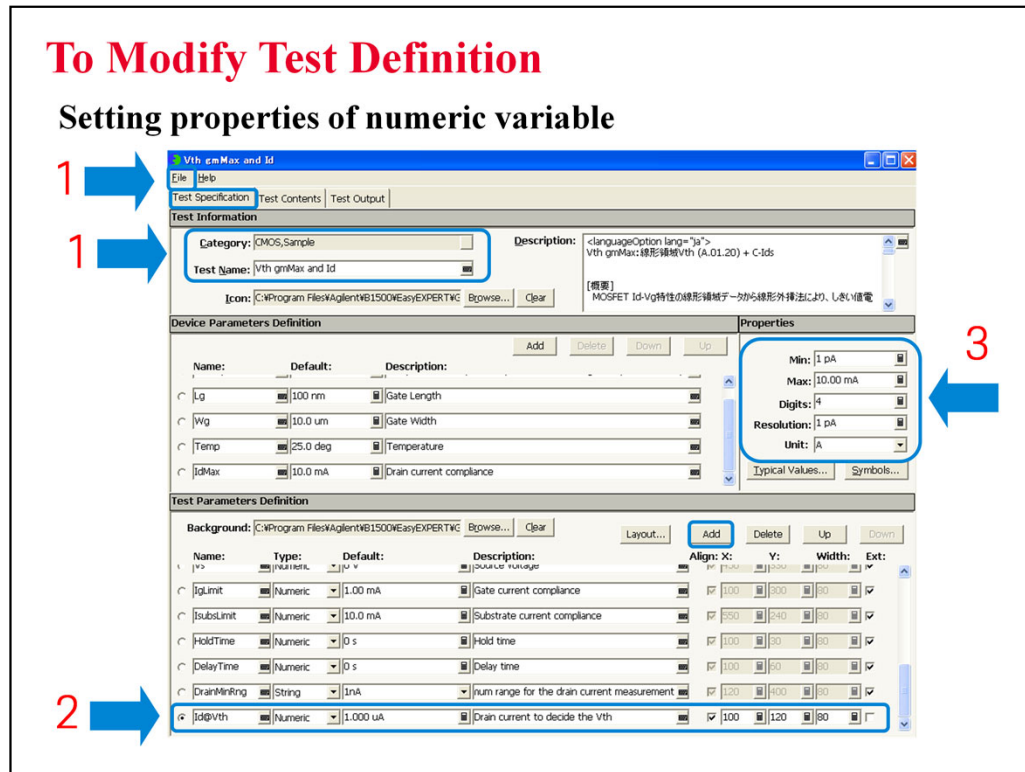 To Modify Test Definition
Setting properties of numeric variable
1
Vth gmMax and Id
File Help
Test Specification Test Contents Test Output
Test Information
1
Category: CMOS,Sample
Test Name: Vth gmMax and Id
Icon: C:¥Program Files¥Agilent¥B1500¥EasyEXPERT¥G Browse... Clear
Description: <languageOption lang="ja">
Vth gmMax:線形領域Vth (A.01.20) + C-Ids
[概要]
MOSFET Id-Vg特性の線形領域データから線形外挿法により、しきい値電
Device Parameters Definition
Add Delete Down Up
Name: Default: Description:
Lg 100 nm Gate Length
Wg 10.0 um Gate Width
Temp 25.0 deg Temperature
IdMax 10.0 mA Drain current compliance
Properties
3
Min: 1 pA
Max: 10.00 mA
Digits: 4
Resolution: 1 pA
Unit: A
Typical Values... Symbols...
Test Parameters Definition
Background: C:¥Program Files¥Agilent¥B1500¥EasyEXPERT¥G Browse... Clear Layout... Add Delete Up Down
Name: Type: Default: Description: Align: X: Y: Width: Ext:
Vs Numeric 0 V Source voltage 450 330 80
IgLimit Numeric 1.00 mA Gate current compliance 100 300 80
IsubsLimit Numeric 10.0 mA Substrate current compliance 550 240 80
HoldTime Numeric 0 s Hold time 100 30 80
DelayTime Numeric 0 s Delay time 100 60 80
DrainMinRng String 1nA num range for the drain current measurement 120 400 80
2
Id@Vth Numeric 1.000 uA Drain current to decide the Vth 100 120 80